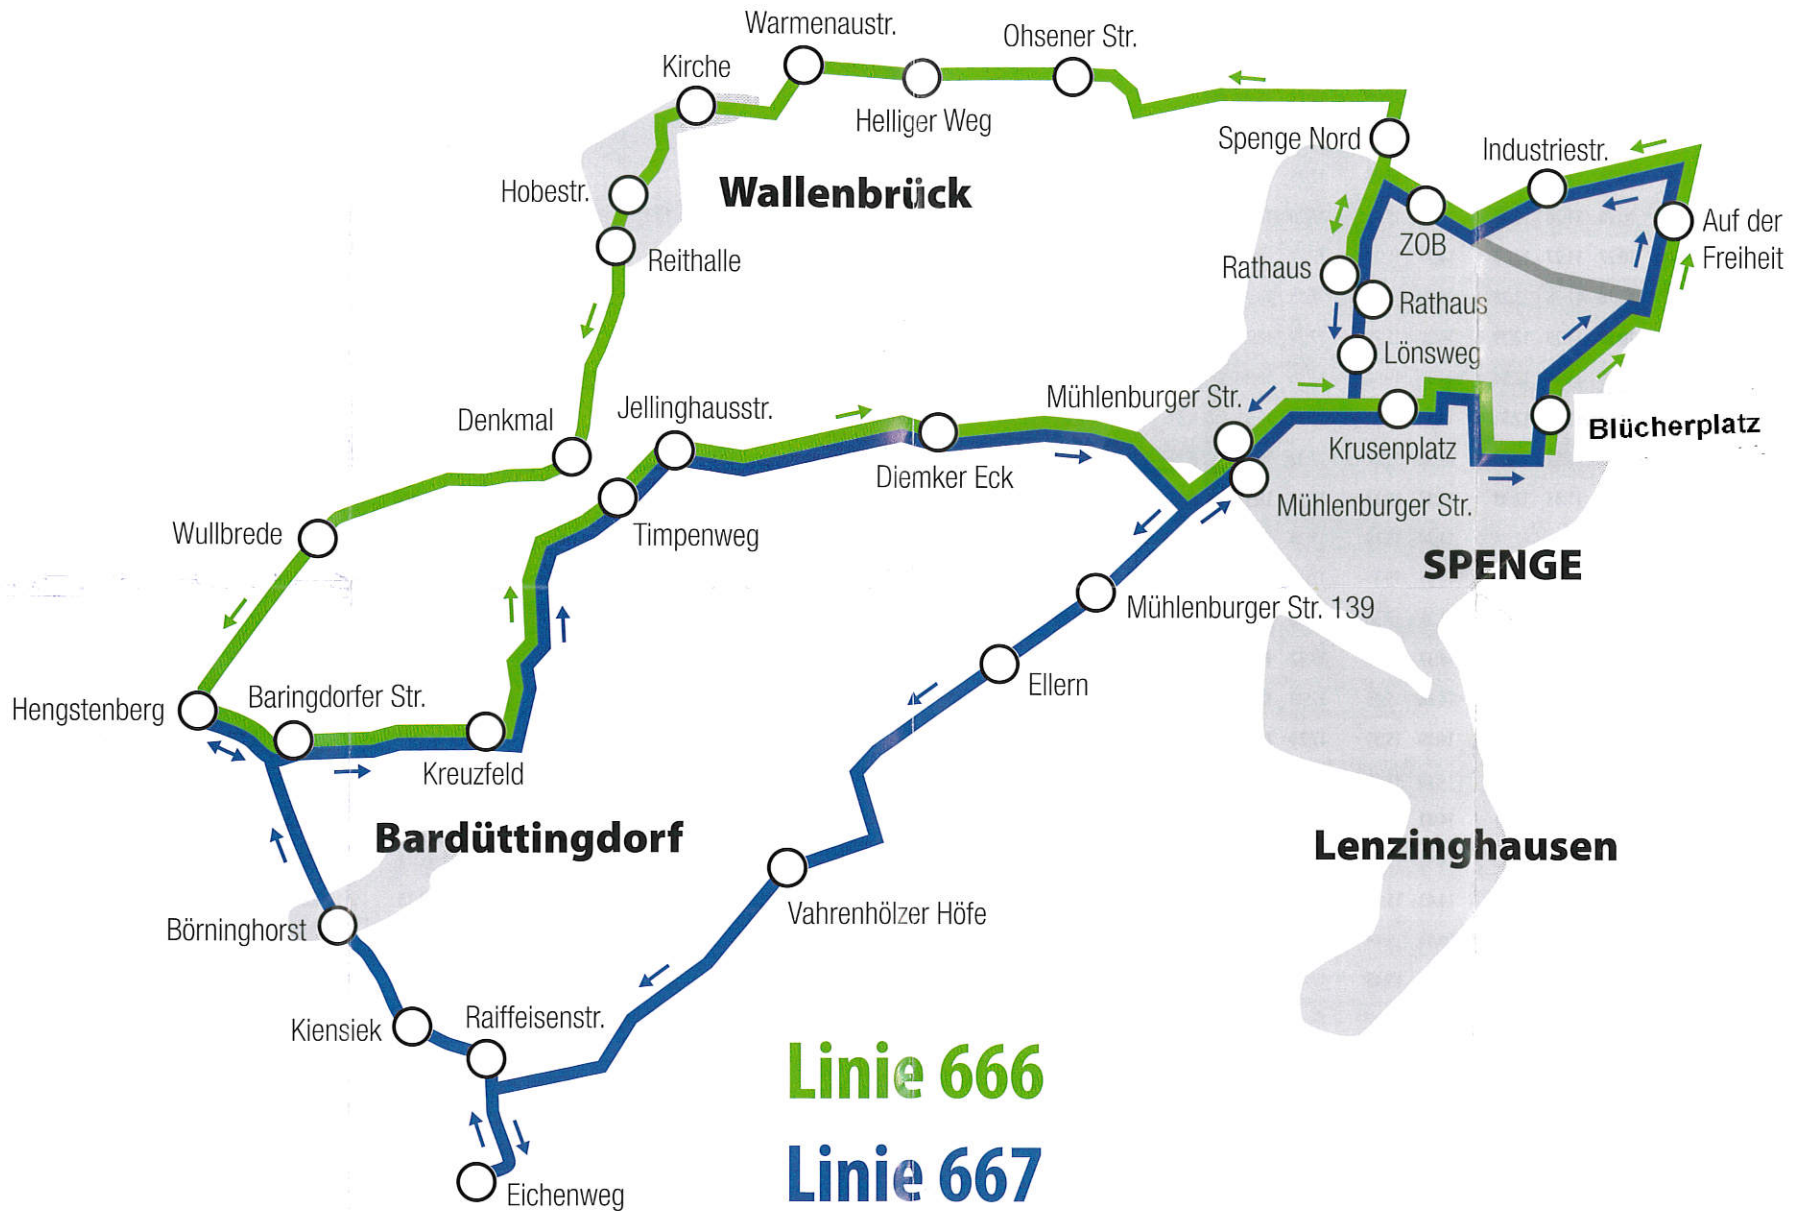 Warmenaustr.
Ohsener Str.
Kirche
Helliger Weg
Spenge Nord
Industriestr.
Hobestr.
Wallenbrück
Auf der
Freiheit
ZOB
Reithalle
Rathaus
Rathaus
Lönsweg
Denkmal
Jellinghausstr.
Mühlenburger Str.
Blücherplatz
Krusenplatz
Diemker Eck
Mühlenburger Str.
Wullbrede
Timpenweg
SPENGE
Mühlenburger Str. 139
Ellern
Hengstenberg
Baringdorfer Str.
Kreuzfeld
Bardüttingdorf
Lenzinghausen
Vahrenhölzer Höfe
Börninghorst
Kiensiek
Raiffeisenstr.
Linie 666
Linie 667
Eichenweg